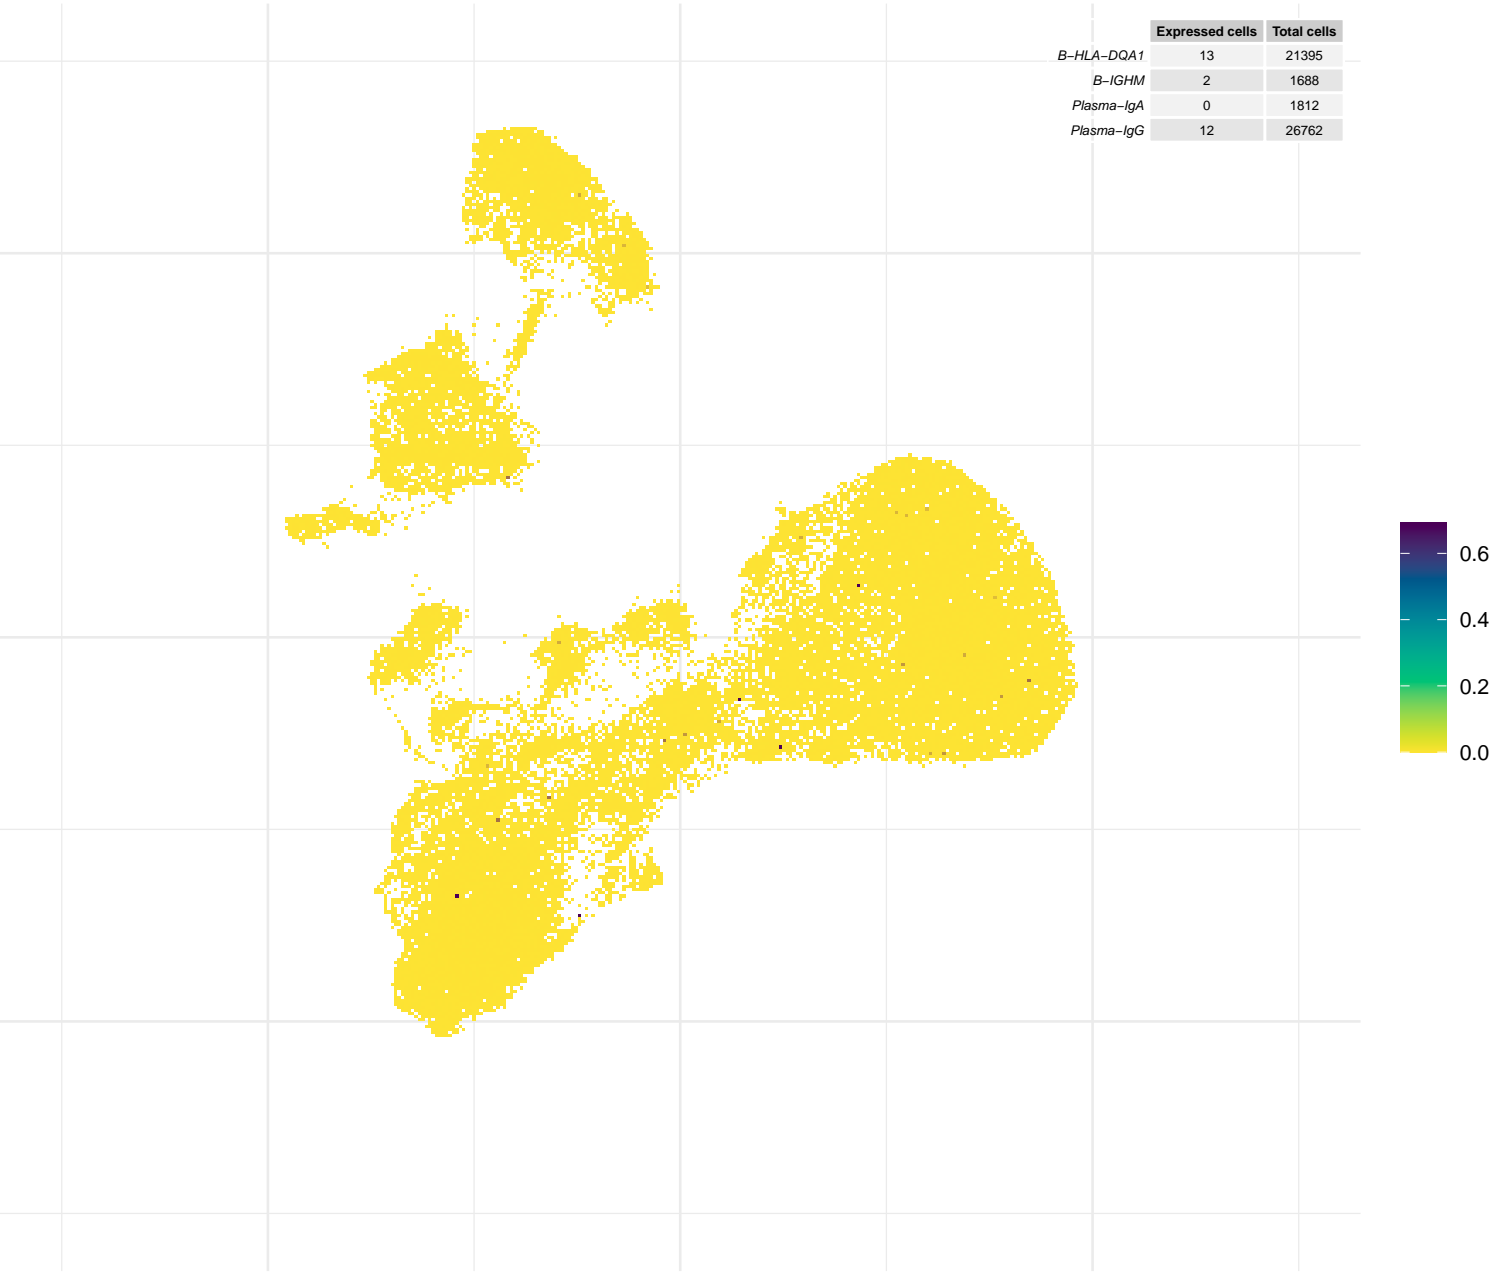 Expressed cells Total cells
B−HLA−DQA1 13 21395
B−IGHM 2 1688
Plasma−IgA 0 1812
Plasma−IgG 12 26762
0.6
0.4
0.2
0.0